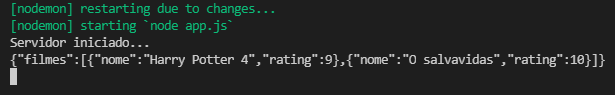 [nodemon] restarting due to changes...
[nodemon] starting `node app.js`
Servidor iniciado...
{"filmes":[{"nome":"Harry Potter 4","rating":9},{"nome":"O salvavidas","rating":10}]}